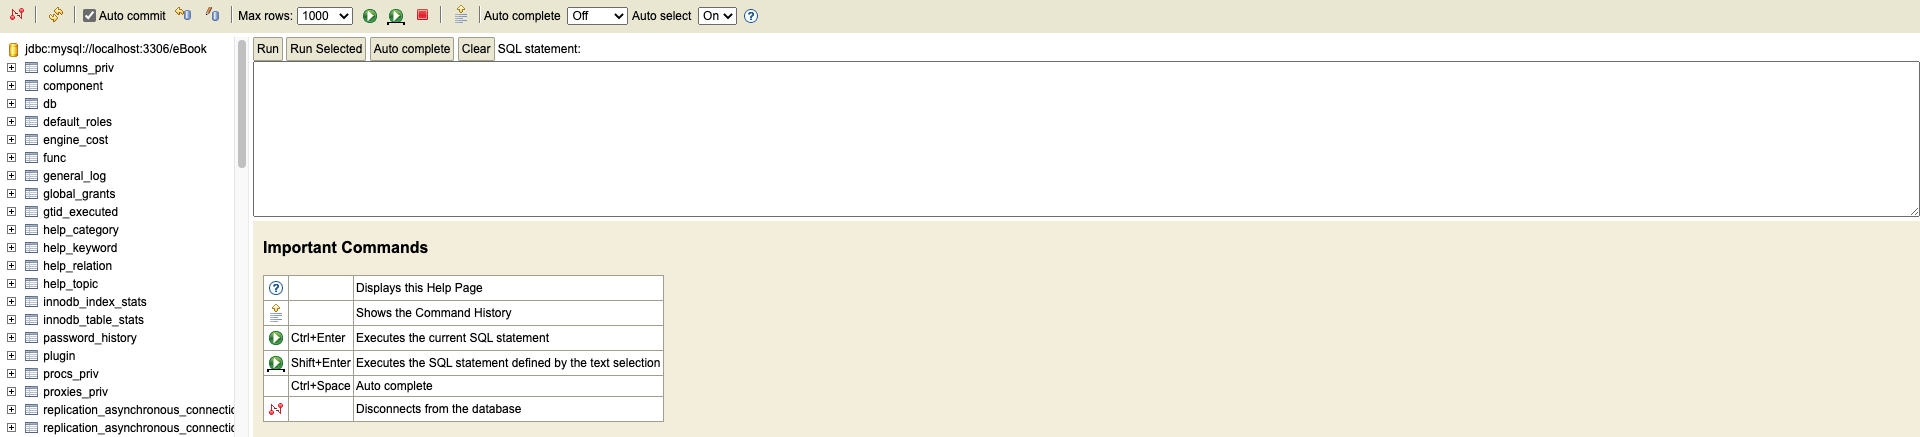 Auto commit Max rows: 1000 Auto complete Off Auto select On
jdbc:mysql://localhost:3306/eBook
columns_priv
component
db
default_roles
engine_cost
func
general_log
global_grants
gtid_executed
help_category
help_keyword
help_relation
help_topic
innodb_index_stats
innodb_table_stats
password_history
plugin
procs_priv
proxies_priv
replication_asynchronous_connectic
replication_asynchronous_connectic
Run Run Selected Auto complete Clear SQL statement:
Important Commands
Displays this Help Page
Shows the Command History
Ctrl+Enter Executes the current SQL statement
Shift+Enter Executes the SQL statement defined by the text selection
Ctrl+Space Auto complete
Disconnects from the database